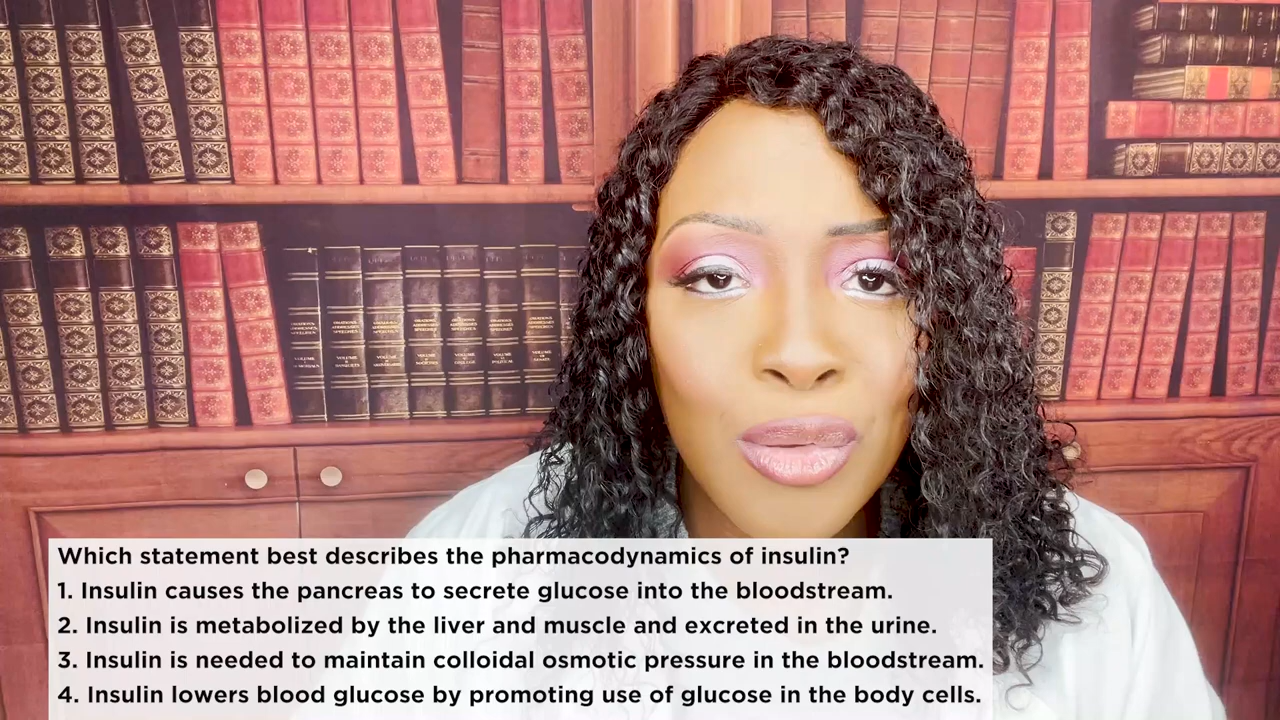 Which statement best describes the pharmacodynamics of insulin?
1. Insulin causes the pancreas to secrete glucose into the bloodstream.
2. Insulin is metabolized by the liver and muscle and excreted in the urine.
3. Insulin is needed to maintain colloidal osmotic pressure in the bloodstream.
4. Insulin lowers blood glucose by promoting use of glucose in the body cells.